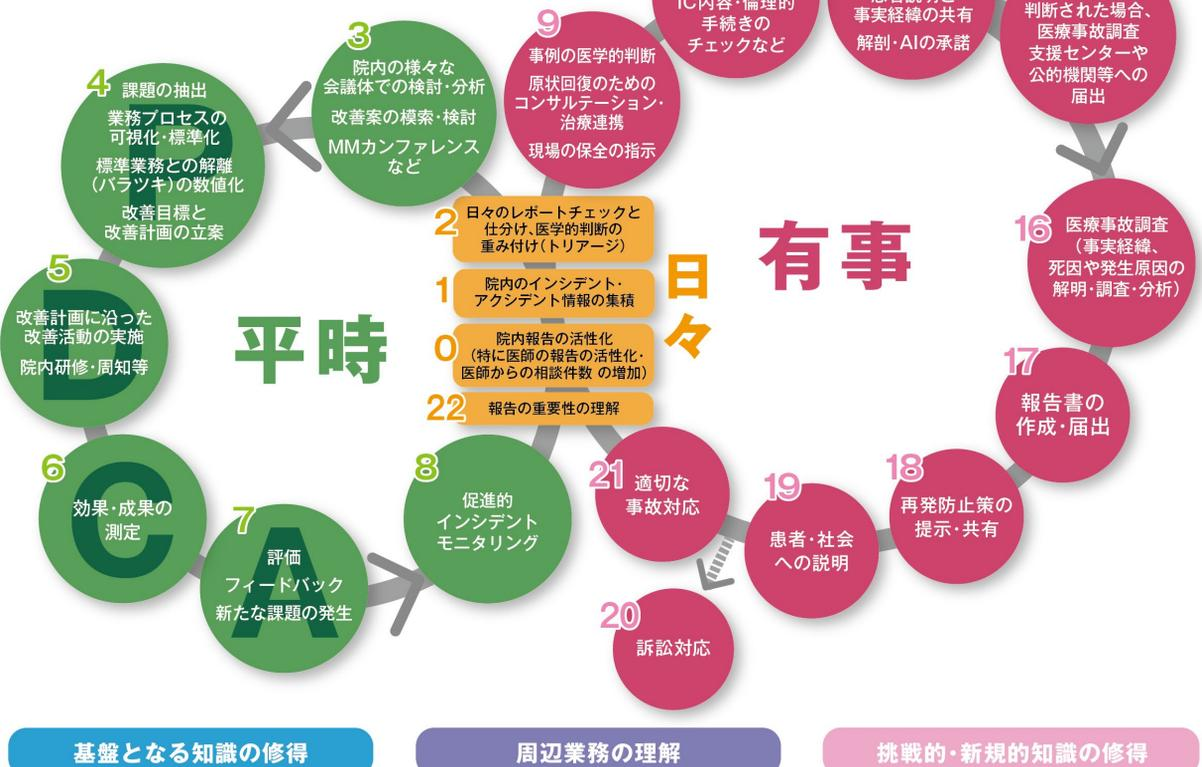 IC内容・倫理的
手続きの
チェックなど
事実経緯の共有
解剖・AIの承諾
判断された場合、
医療事故調査
支援センターや
公的機関等への
届出
9
事例の医学的判断
原状回復のための
コンサルテーション・
治療連携
現場の保全の指示
3
院内の様々な
会議体での検討・分析
改善案の模索・検討
MMカンファレンス
など
4
P
課題の抽出
業務プロセスの
可視化・標準化
標準業務との解離
（バラツキ）の数値化
改善目標と
改善計画の立案
5
D
改善計画に沿った
改善活動の実施
院内研修・周知等
6
C
効果・成果の
測定
7
A
評価
フィードバック
新たな課題の発生
8
促進的
インシデント
モニタリング
平時
2
日々のレポートチェックと
仕分け、医学的判断の
重み付け（トリアージ）
1
院内のインシデント・
アクシデント情報の集積
0
院内報告の活性化
（特に医師の報告の活性化・
医師からの相談件数 の増加）
22
報告の重要性の理解
日々
有事
16
医療事故調査
（事実経緯、
死因や発生原因の
解明・調査・分析）
17
報告書の
作成・届出
18
再発防止策の
提示・共有
19
患者・社会
への説明
21
適切な
事故対応
20
訴訟対応
基盤となる知識の修得
周辺業務の理解
挑戦的・新規的知識の修得